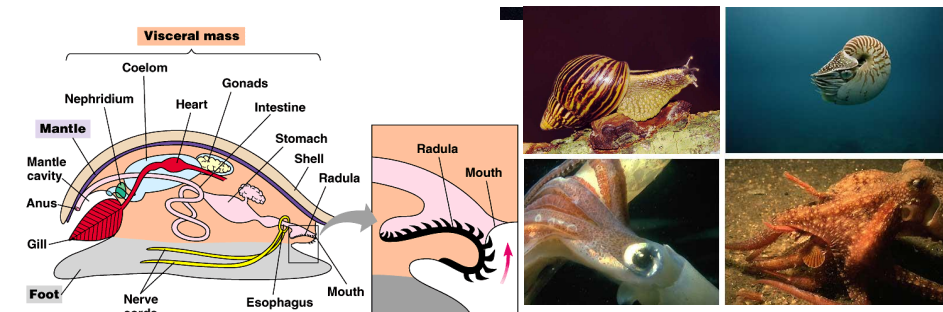 Visceral mass
Coelom
Gonads
Nephridium
Heart
Intestine
Mantle
Stomach
Mantle
cavity
Shell
Radula
Anus
Gill
Foot
Nerve
cords
Esophagus
Mouth
Radula
Mouth